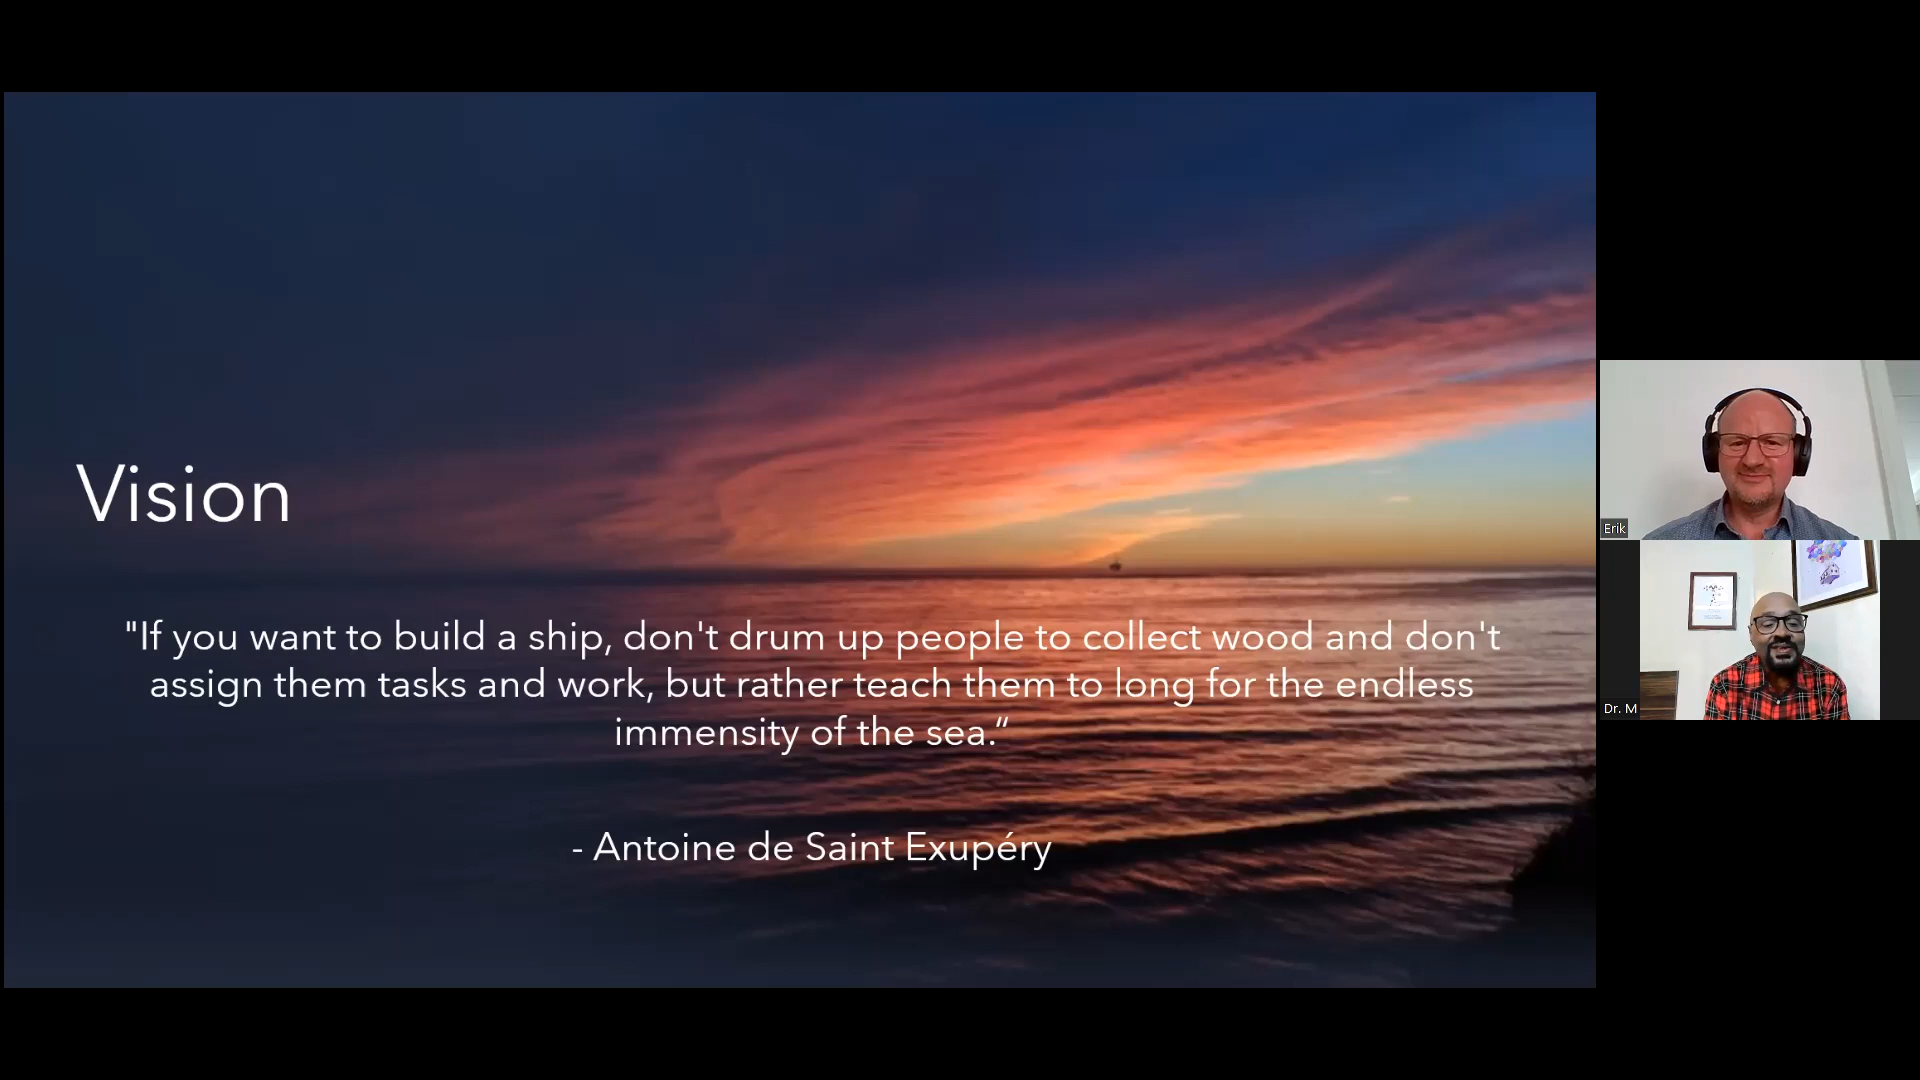 Vision
"If you want to build a ship, don't drum up people to collect wood and don't
assign them tasks and work, but rather teach them to long for the endless
immensity of the sea.“
- Antoine de Saint Exupéry
Erik
Dr. M